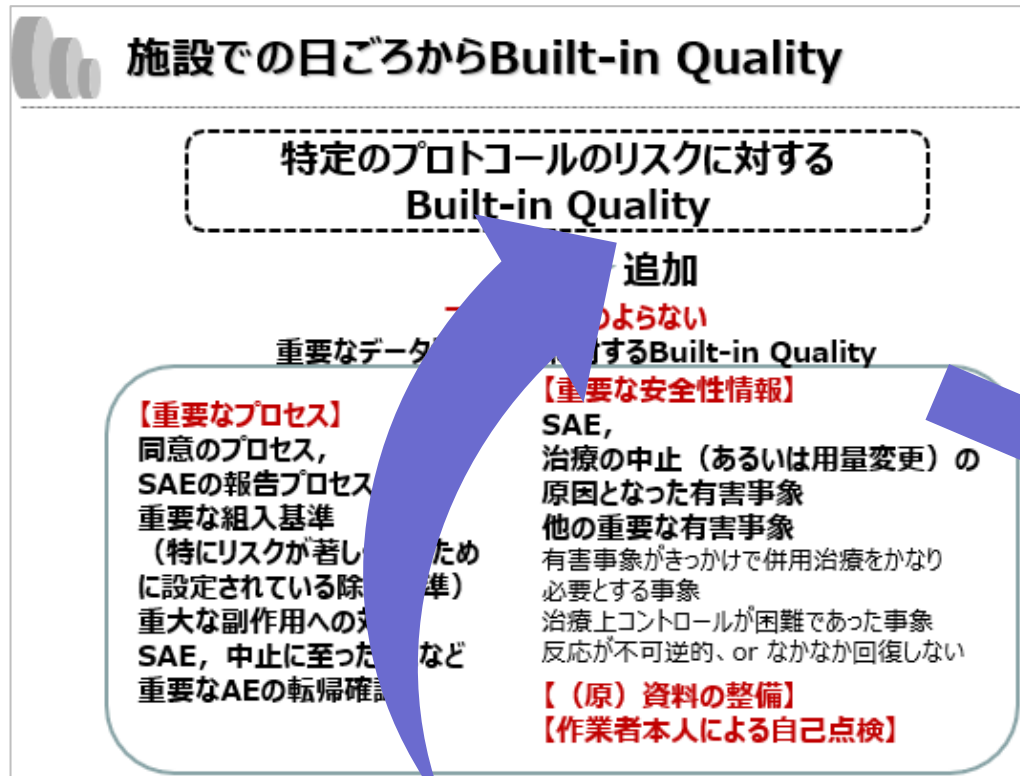 施設での日ごろからBuilt-in Quality
特定のプロトコールのリスクに対する
Built-in Quality
追加
よらない
重要なデータ するBuilt-in Quality
【重要なプロセス】
同意のプロセス,
SAEの報告プロセス
重要な組入基準
（特にリスクが著し ため
に設定されている除 準）
重大な副作用への
SAE，中止に至った など
重要なAEの転帰確
【重要な安全性情報】
SAE,
治療の中止（あるいは用量変更）の
原因となった有害事象
他の重要な有害事象
有害事象がきっかけで併用治療をかなり
必要とする事象
治療上コントロールが困難であった事象
反応が不可逆的、or なかなか回復しない
【（原）資料の整備】
【作業者本人による自己点検】